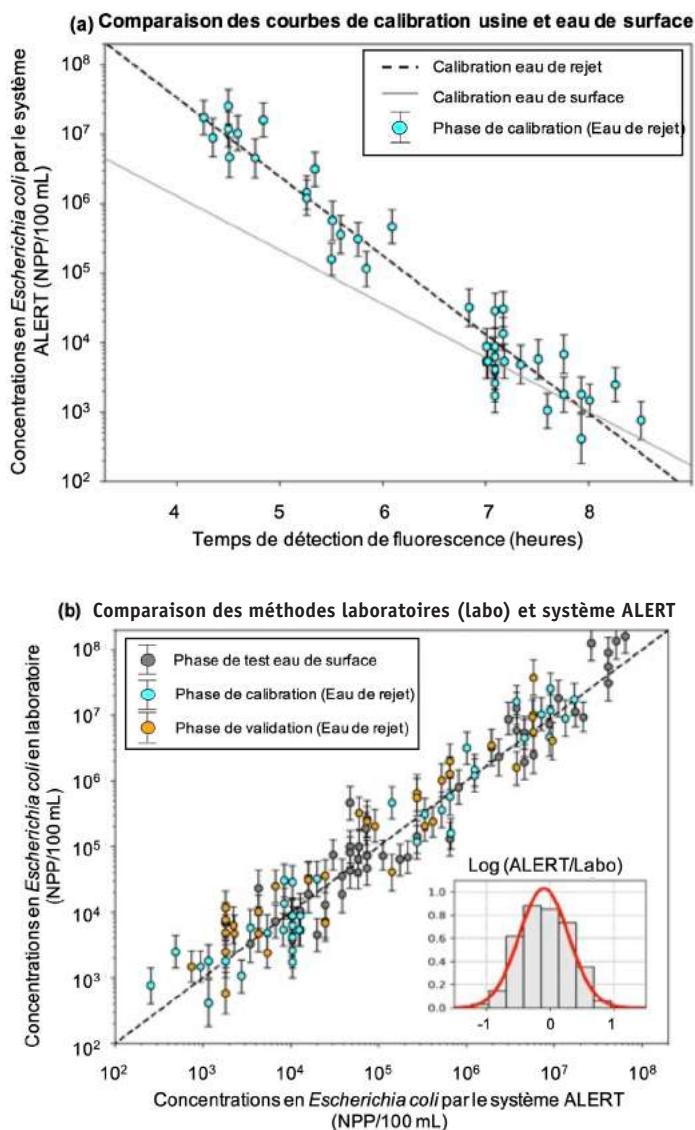 (a) Comparaison des courbes de calibration usine et eau de surface
Concentrations en Escherichia coli par le système
ALERT (NPP/100 mL)
10⁸
10⁷
10⁶
10⁵
10⁴
10³
10²
Calibration eau de rejet
Calibration eau de surface
Phase de calibration (Eau de rejet)
4 5 6 7 8
Temps de détection de fluorescence (heures)
(b) Comparaison des méthodes laboratoires (labo) et système ALERT
Concentrations en Escherichia coli en laboratoire
(NPP/100 mL)
10⁸
10⁷
10⁶
10⁵
10⁴
10³
10²
Phase de test eau de surface
Phase de calibration (Eau de rejet)
Phase de validation (Eau de rejet)
Log (ALERT/Labo)
1.0
0.8
0.6
0.4
0.2
0.0
-1 0 1
10² 10³ 10⁴ 10⁵ 10⁶ 10⁷ 10⁸
Concentrations en Escherichia coli par le système ALERT
(NPP/100 mL)